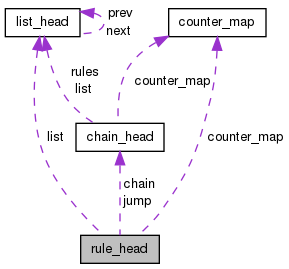 list_head
prev
next
counter_map
rules
list
counter_map
chain_head
list
counter_map
chain
jump
rule_head